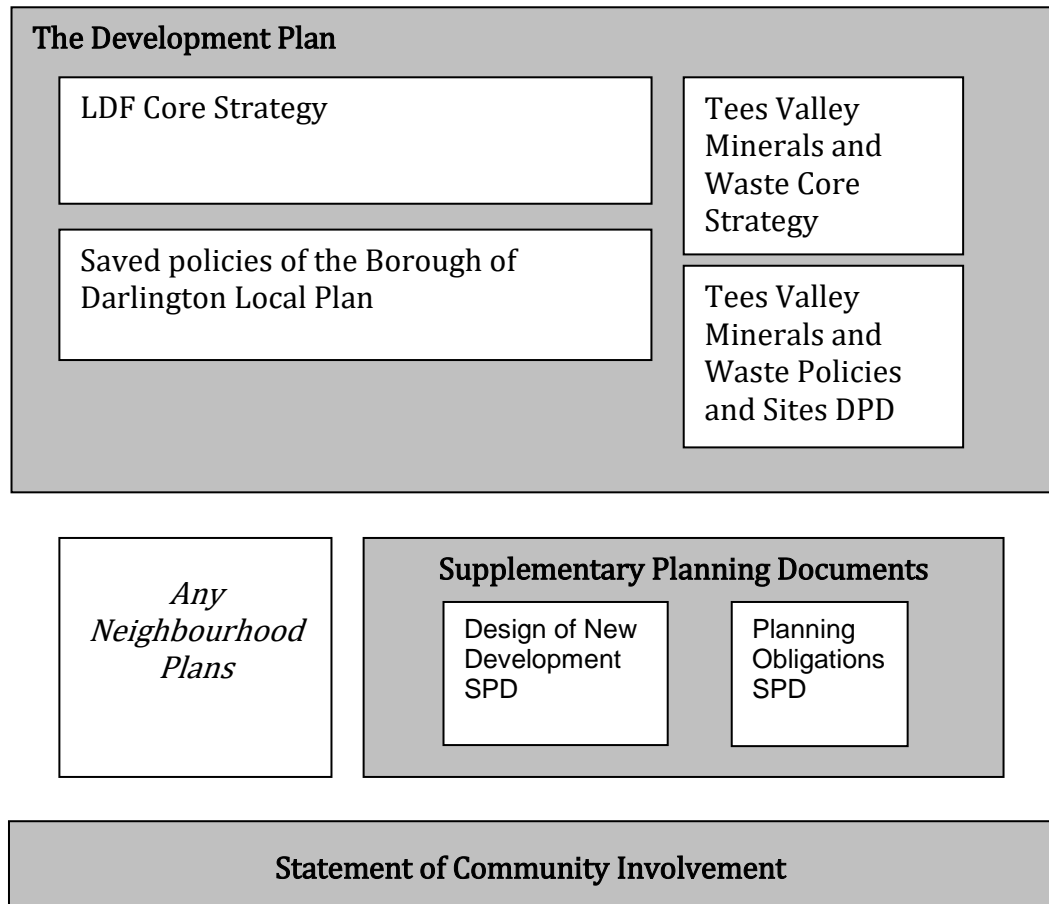 The Development Plan
LDF Core Strategy
Saved policies of the Borough of
Darlington Local Plan
Tees Valley
Minerals and
Waste Core
Strategy
Tees Valley
Minerals and
Waste Policies
and Sites DPD
Any
Neighbourhood
Plans
Supplementary Planning Documents
Design of New
Development
SPD
Planning
Obligations
SPD
Statement of Community Involvement